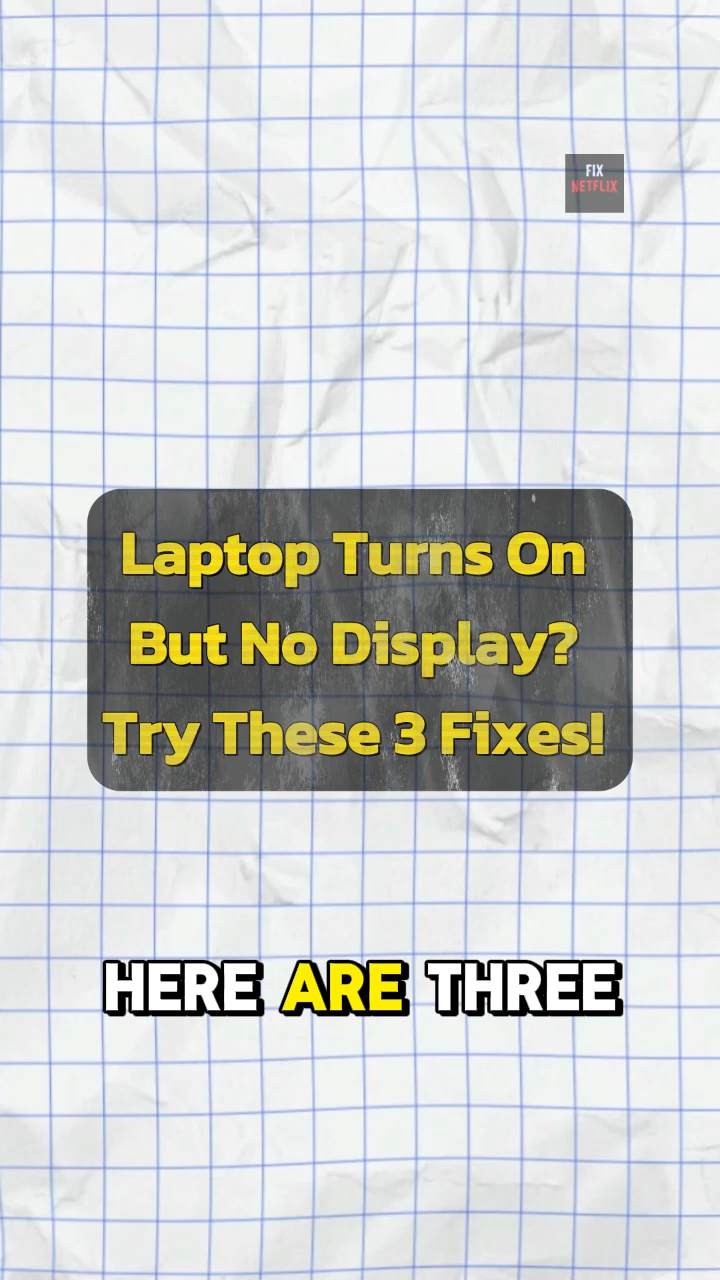 FIX
NETFLIX
Laptop Turns On
But No Display?
Try These 3 Fixes!
HERE ARE THREE